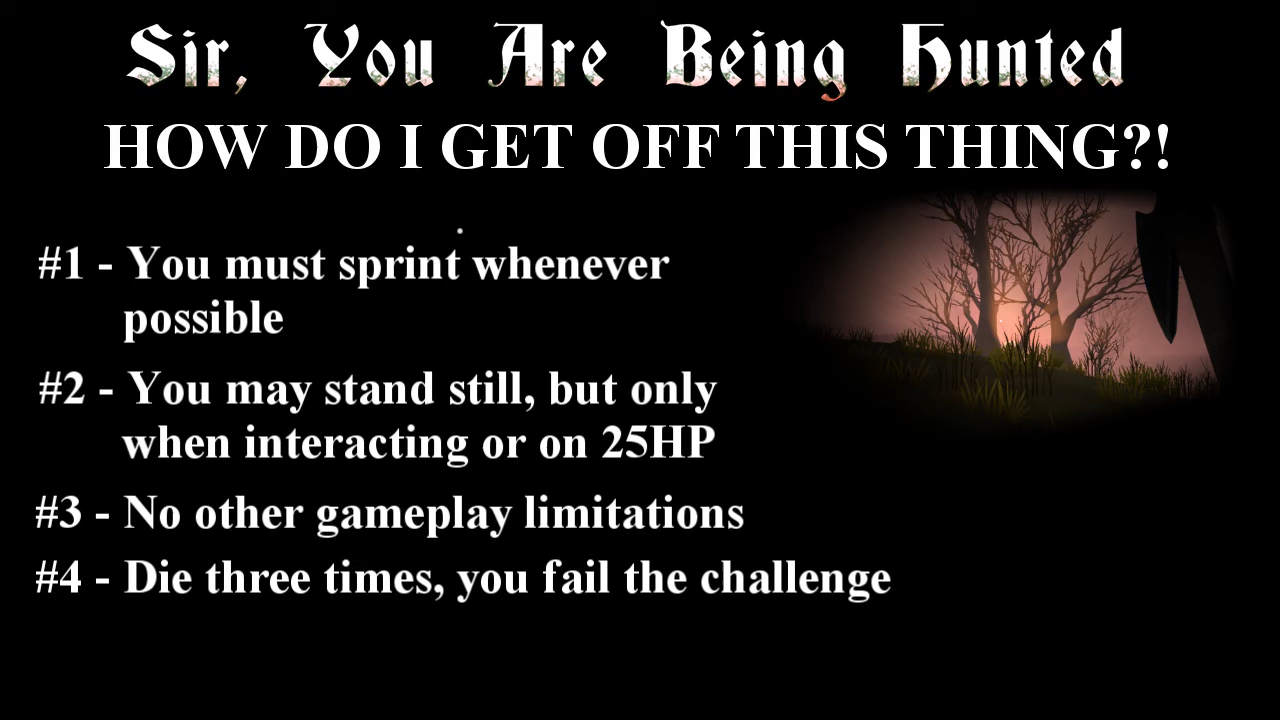 Sir, You Are Being Hunted
HOW DO I GET OFF THIS THING?!
#1 - You must sprint whenever
possible
#2 - You may stand still, but only
when interacting or on 25HP
#3 - No other gameplay limitations
#4 - Die three times, you fail the challenge